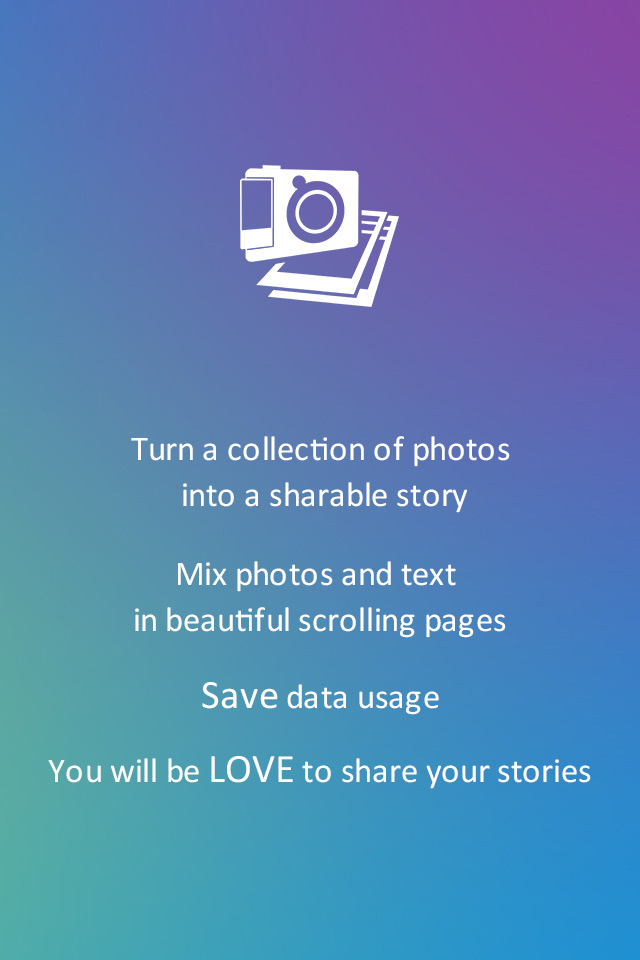 Turn a collection of photos
into a sharable story
Mix photos and text
in beautiful scrolling pages
Save data usage
You will be LOVE to share your stories